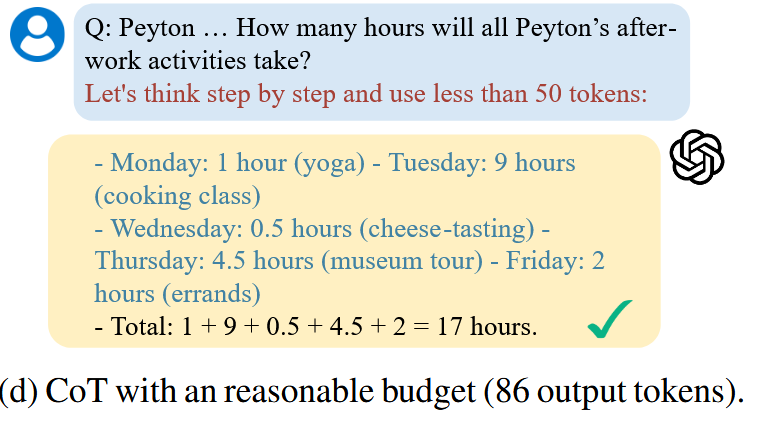 Q: Peyton … How many hours will all Peyton’s after-
work activities take?
Let's think step by step and use less than 50 tokens:
- Monday: 1 hour (yoga) - Tuesday: 9 hours
(cooking class)
- Wednesday: 0.5 hours (cheese-tasting) -
Thursday: 4.5 hours (museum tour) - Friday: 2
hours (errands)
- Total: 1 + 9 + 0.5 + 4.5 + 2 = 17 hours.
(d) CoT with an reasonable budget (86 output tokens).